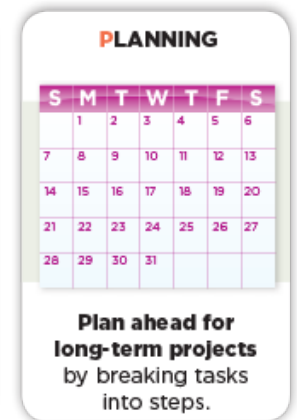 PLANNING
S M T W T F S
1 2 3 4 5 6
7 8 9 10 11 12 13
14 15 16 17 18 19 20
21 22 23 24 25 26 27
28 29 30 31
Plan ahead for
long-term projects
by breaking tasks
into steps.